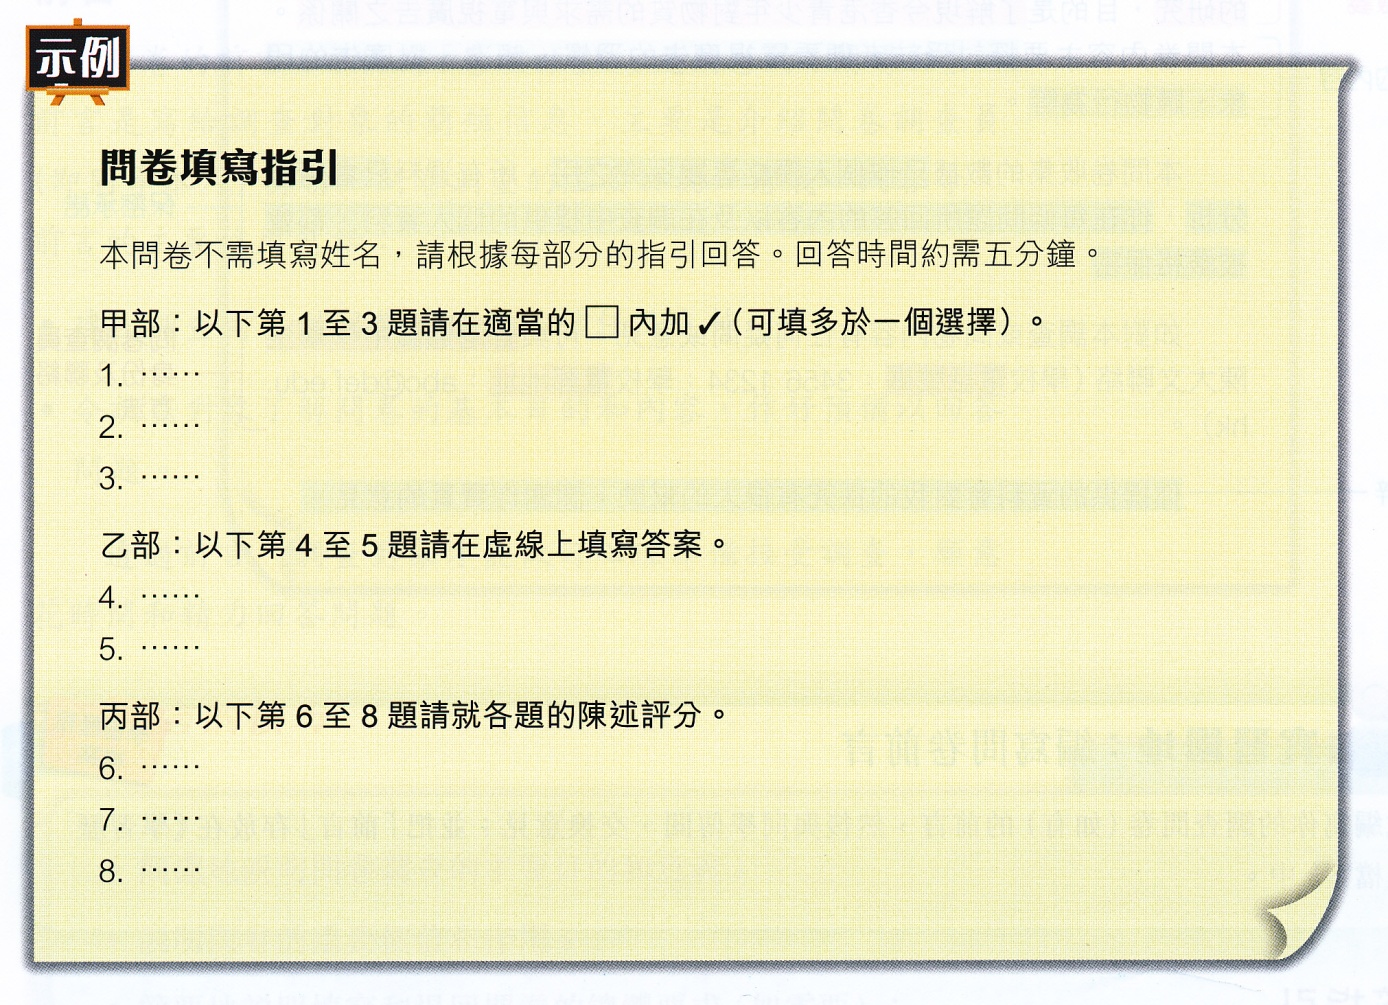 示例
問卷填寫指引
本問卷不需填寫姓名，請根據每部分的指引回答。回答時間約需五分鐘。
甲部：以下第 1 至 3 題請在適當的 □ 內加 ✓（可填多於一個選擇）。
1. ……
2. ……
3. ……
乙部：以下第 4 至 5 題請在虛線上填寫答案。
4. ……
5. ……
丙部：以下第 6 至 8 題請就各題的陳述評分。
6. ……
7. ……
8. ……